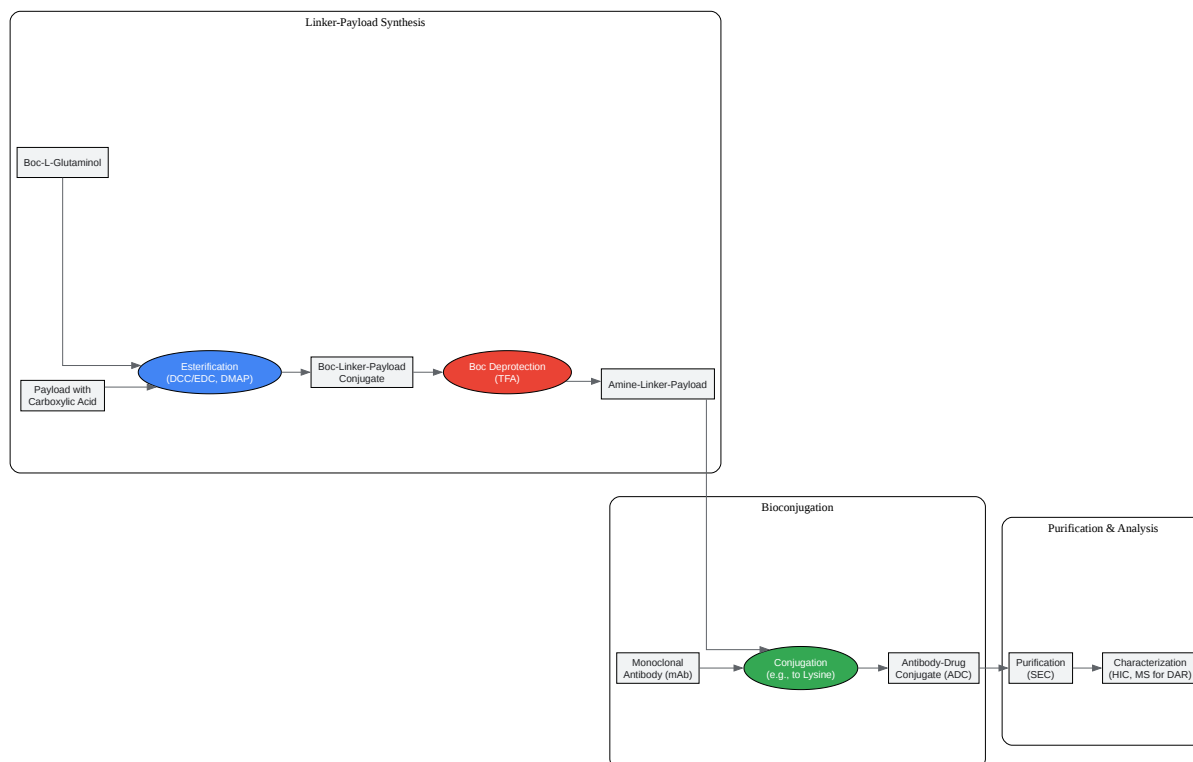 Linker-Payload Synthesis
Boc-L-Glutaminol
Payload with
Carboxylic Acid
Esterification
(DCC/EDC, DMAP)
Boc-Linker-Payload
Conjugate
Boc Deprotection
(TFA)
Amine-Linker-Payload
Bioconjugation
Monoclonal
Antibody (mAb)
Conjugation
(e.g., to Lysine)
Antibody-Drug
Conjugate (ADC)
Purification & Analysis
Purification
(SEC)
Characterization
(HIC, MS for DAR)